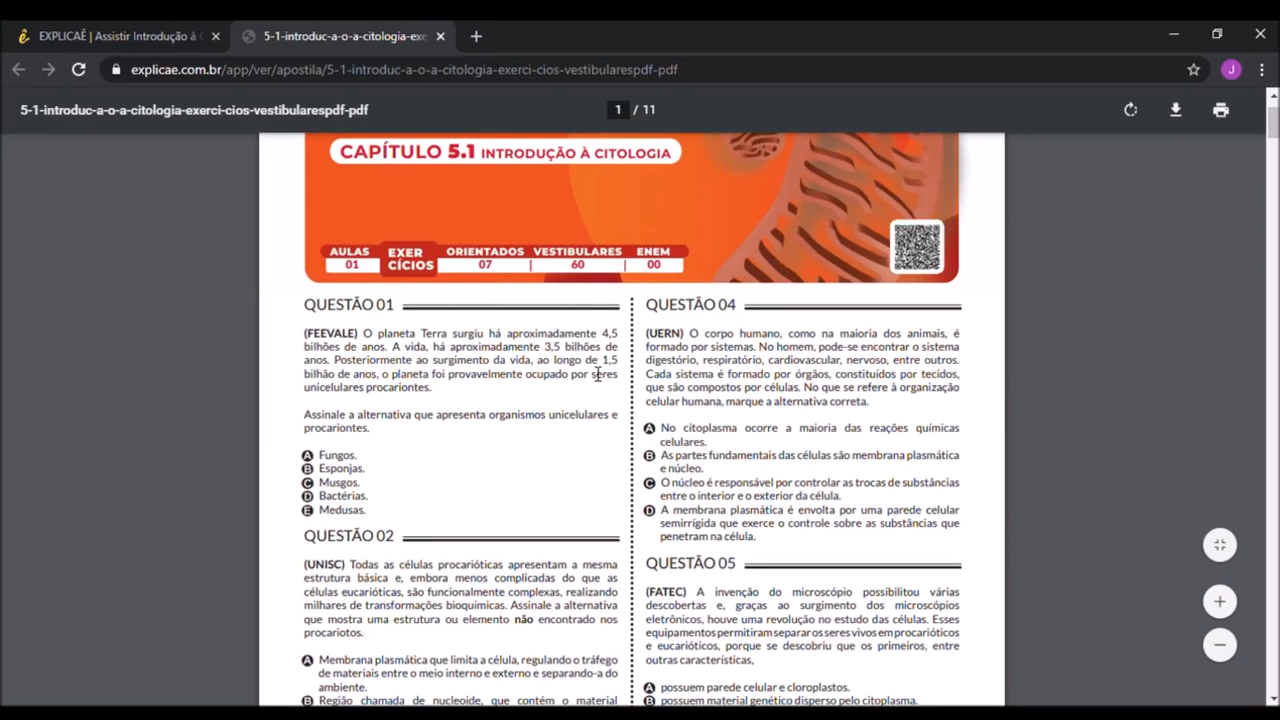 EXPLICAÊ | Assistir Introdução à C
5-1-introduc-a-o-a-citologia-exe
explicae.com.br/app/ver/apostila/5-1-introduc-a-o-a-citologia-exerci-cios-vestibularespdf-pdf
J
5-1-introduc-a-o-a-citologia-exerci-cios-vestibularespdf-pdf
1 / 11
CAPÍTULO 5.1 INTRODUÇÃO À CITOLOGIA
AULAS EXER ORIENTADOS VESTIBULARES ENEM
01 CÍCIOS 07 | 60 | 00
QUESTÃO 01
(FEEVALE) O planeta Terra surgiu há aproximadamente 4,5
bilhões de anos. A vida, há aproximadamente 3,5 bilhões de
anos. Posteriormente ao surgimento da vida, ao longo de 1,5
bilhão de anos, o planeta foi provavelmente ocupado por seres
unicelulares procariontes.
Assinale a alternativa que apresenta organismos unicelulares e
procariontes.
A Fungos.
B Esponjas.
C Musgos.
D Bactérias.
E Medusas.
QUESTÃO 02
(UNISC) Todas as células procarióticas apresentam a mesma
estrutura básica e, embora menos complicadas do que as
células eucarióticas, são funcionalmente complexas, realizando
milhares de transformações bioquímicas. Assinale a alternativa
que mostra uma estrutura ou elemento não encontrado nos
procariotos.
A Membrana plasmática que limita a célula, regulando o tráfego
de materiais entre o meio interno e externo e separando-a do
ambiente.
B Região chamada de nucleoide, que contém o material
QUESTÃO 04
(UERN) O corpo humano, como na maioria dos animais, é
formado por sistemas. No homem, pode-se encontrar o sistema
digestório, respiratório, cardiovascular, nervoso, entre outros.
Cada sistema é formado por órgãos, constituídos por tecidos,
que são compostos por células. No que se refere à organização
celular humana, marque a alternativa correta.
A No citoplasma ocorre a maioria das reações químicas
celulares.
B As partes fundamentais das células são membrana plasmática
e núcleo.
C O núcleo é responsável por controlar as trocas de substâncias
entre o interior e o exterior da célula.
D A membrana plasmática é envolta por uma parede celular
semirrígida que exerce o controle sobre as substâncias que
penetram na célula.
QUESTÃO 05
(FATEC) A invenção do microscópio possibilitou várias
descobertas e, graças ao surgimento dos microscópios
eletrônicos, houve uma revolução no estudo das células. Esses
equipamentos permitiram separar os seres vivos em procarióticos
e eucarióticos, porque se descobriu que os primeiros, entre
outras características,
A possuem parede celular e cloroplastos.
B possuem material genético disperso pelo citoplasma.